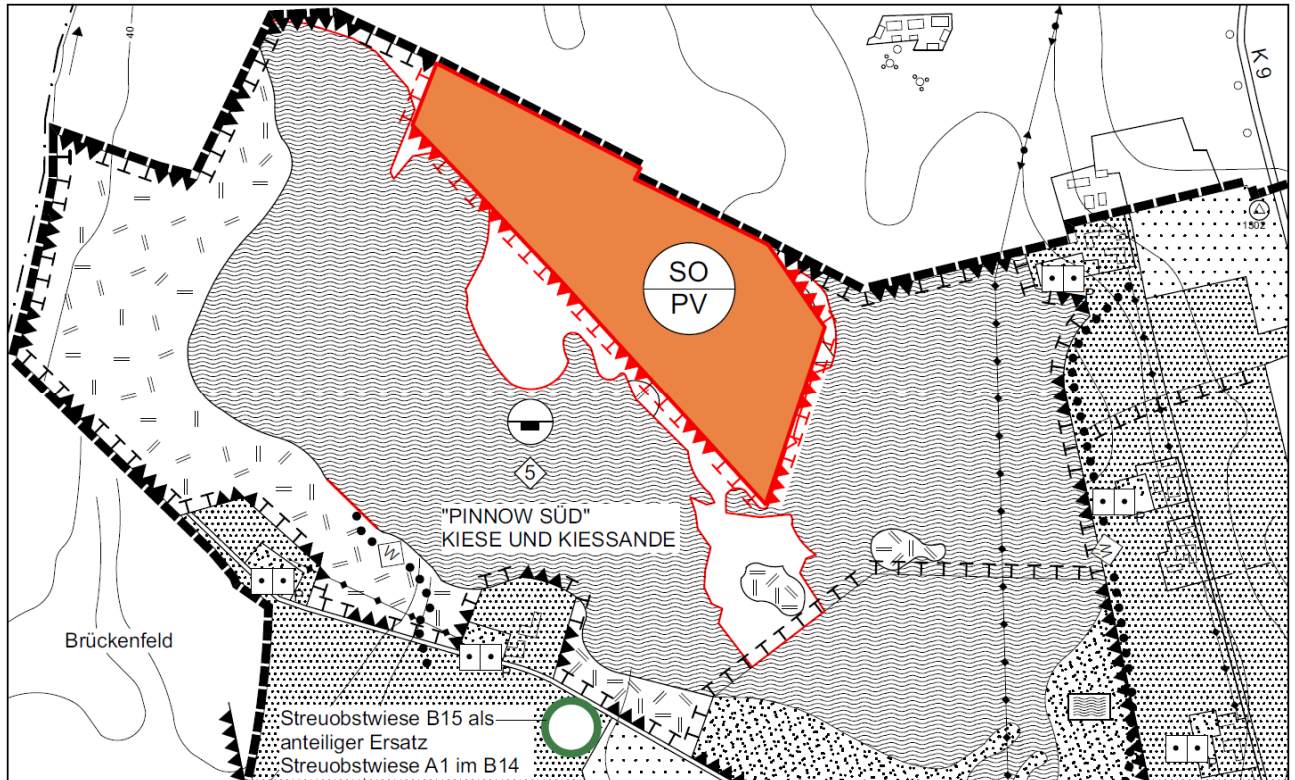 40
K 9
1502
SO
PV
5
"PINNOW SÜD"
KIESE UND KIESSANDE
W
W
P
P
P
Brückenfeld
Streuobstwiese B15 als
anteiliger Ersatz
Streuobstwiese A1 im B14